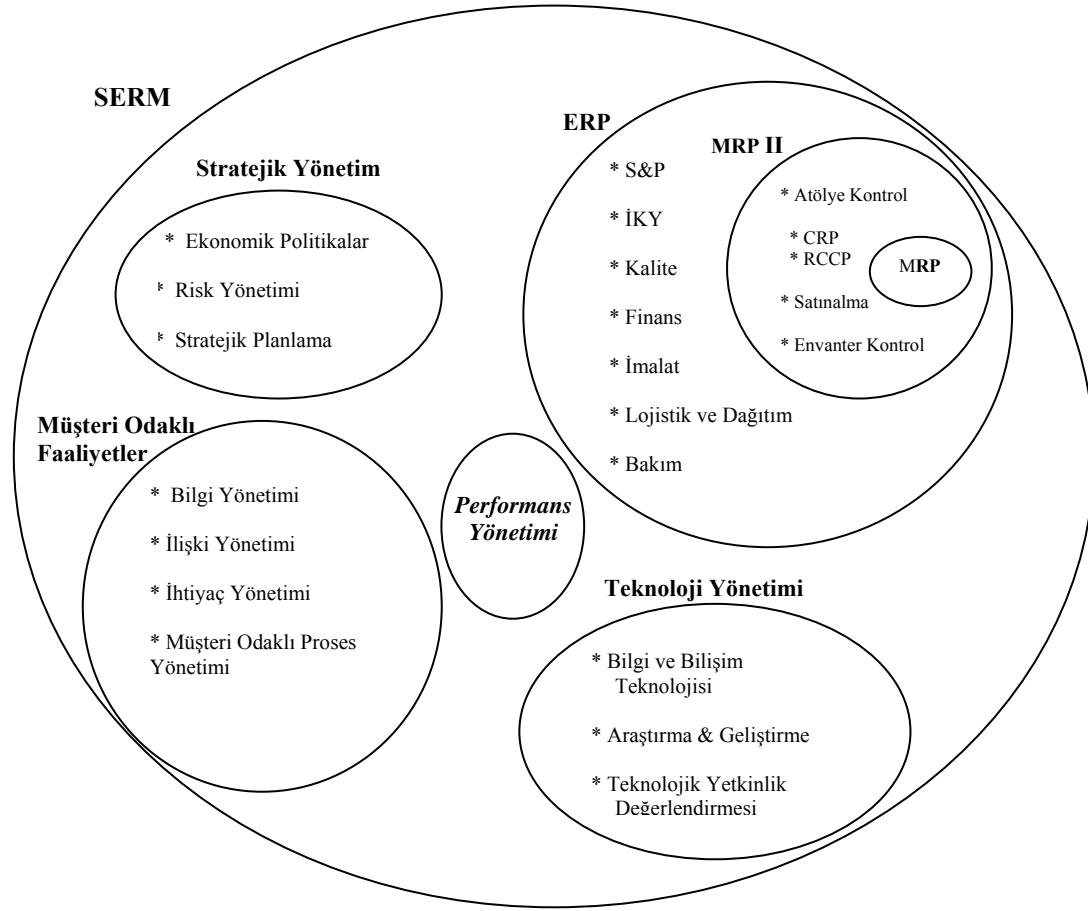 SERM
Stratejik Yönetim
* Ekonomik Politikalar
* Risk Yönetimi
* Stratejik Planlama
Müşteri Odaklı
Faaliyetler
* Bilgi Yönetimi
* İlişki Yönetimi
* İhtiyaç Yönetimi
* Müşteri Odaklı Proses
Yönetimi
Performans
Yönetimi
ERP
* S&P
* İKY
* Kalite
* Finans
* İmalat
* Lojistik ve Dağıtım
* Bakım
MRP II
* Atölye Kontrol
* CRP
* RCCP
* Satınalma
* Envanter Kontrol
MRP
Teknoloji Yönetimi
* Bilgi ve Bilişim
Teknolojisi
* Araştırma & Geliştirme
* Teknolojik Yetkinlik
Değerlendirmesi